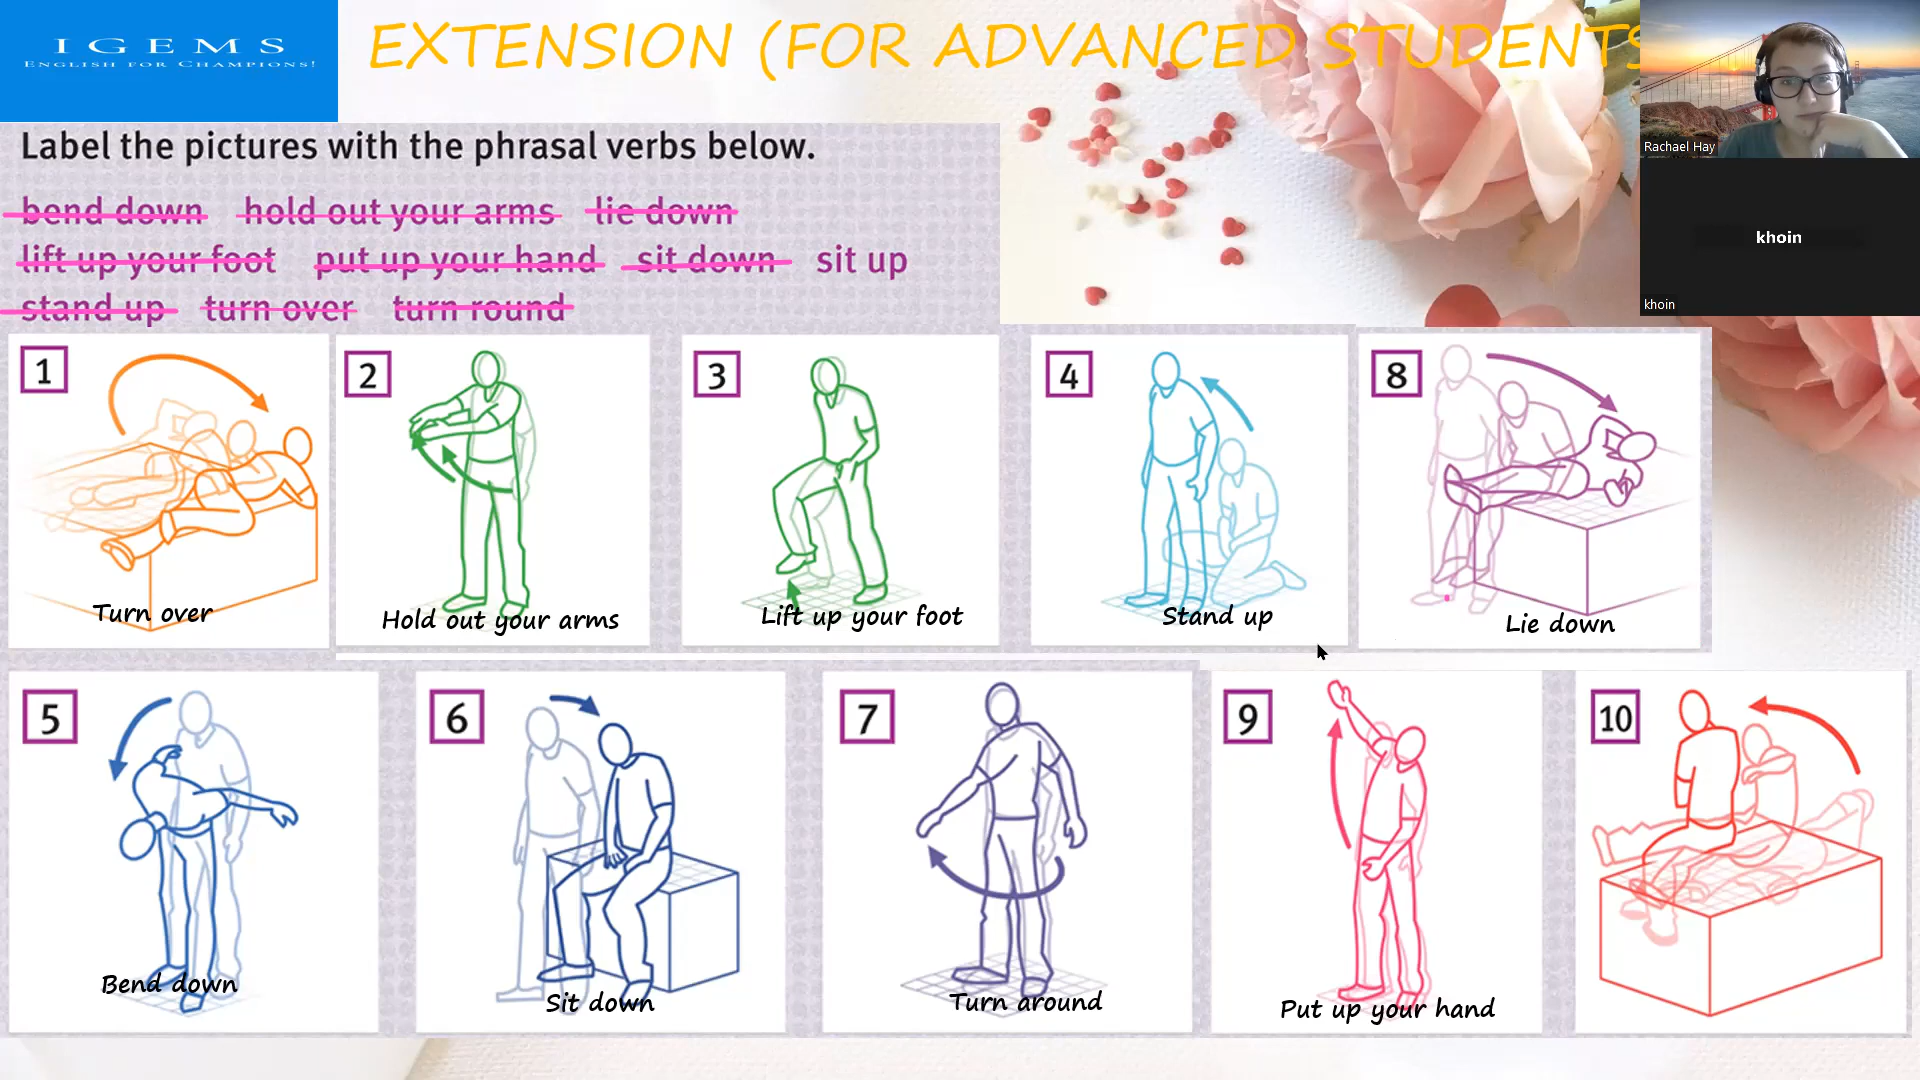 IGEMS
ENGLISH FOR CHAMPIONS!
EXTENSION (FOR ADVANCED STUDENTS
Rachael Hay
khoin
khoin
Label the pictures with the phrasal verbs below.
bend down hold out your arms lie down
lift up your foot put up your hand sit down sit up
stand up turn over turn round
1 2 3 4 8
Turn over Hold out your arms Lift up your foot Stand up Lie down
5 6 7 9 10
Bend down Sit down Turn around Put up your hand